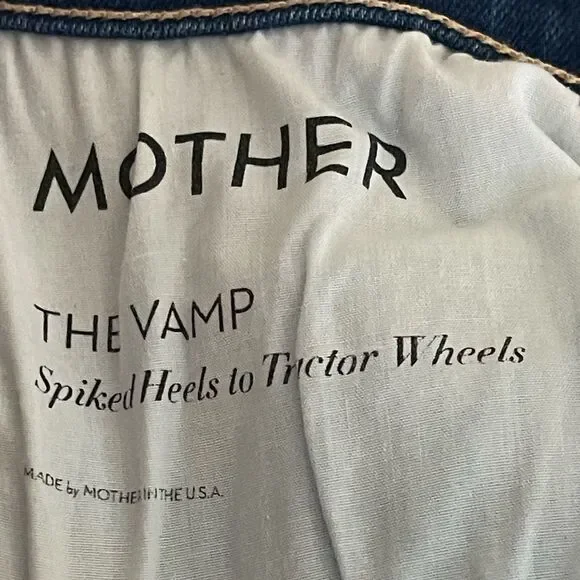 MOTHER
THE VAMP
Spiked Heels to Tractor Wheels
MADE by MOTHER IN THE U.S.A.